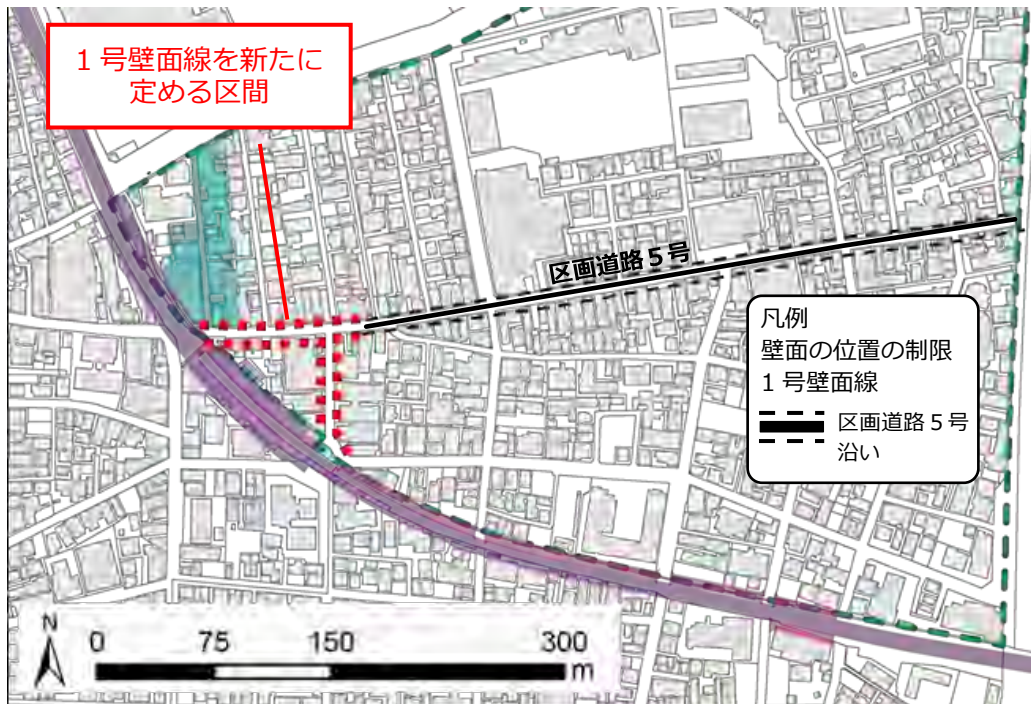 1号壁面線を新たに
定める区間
区画道路5号
凡例
壁面の位置の制限
1号壁面線
区画道路5号
沿い
N
0 75 150 300
m